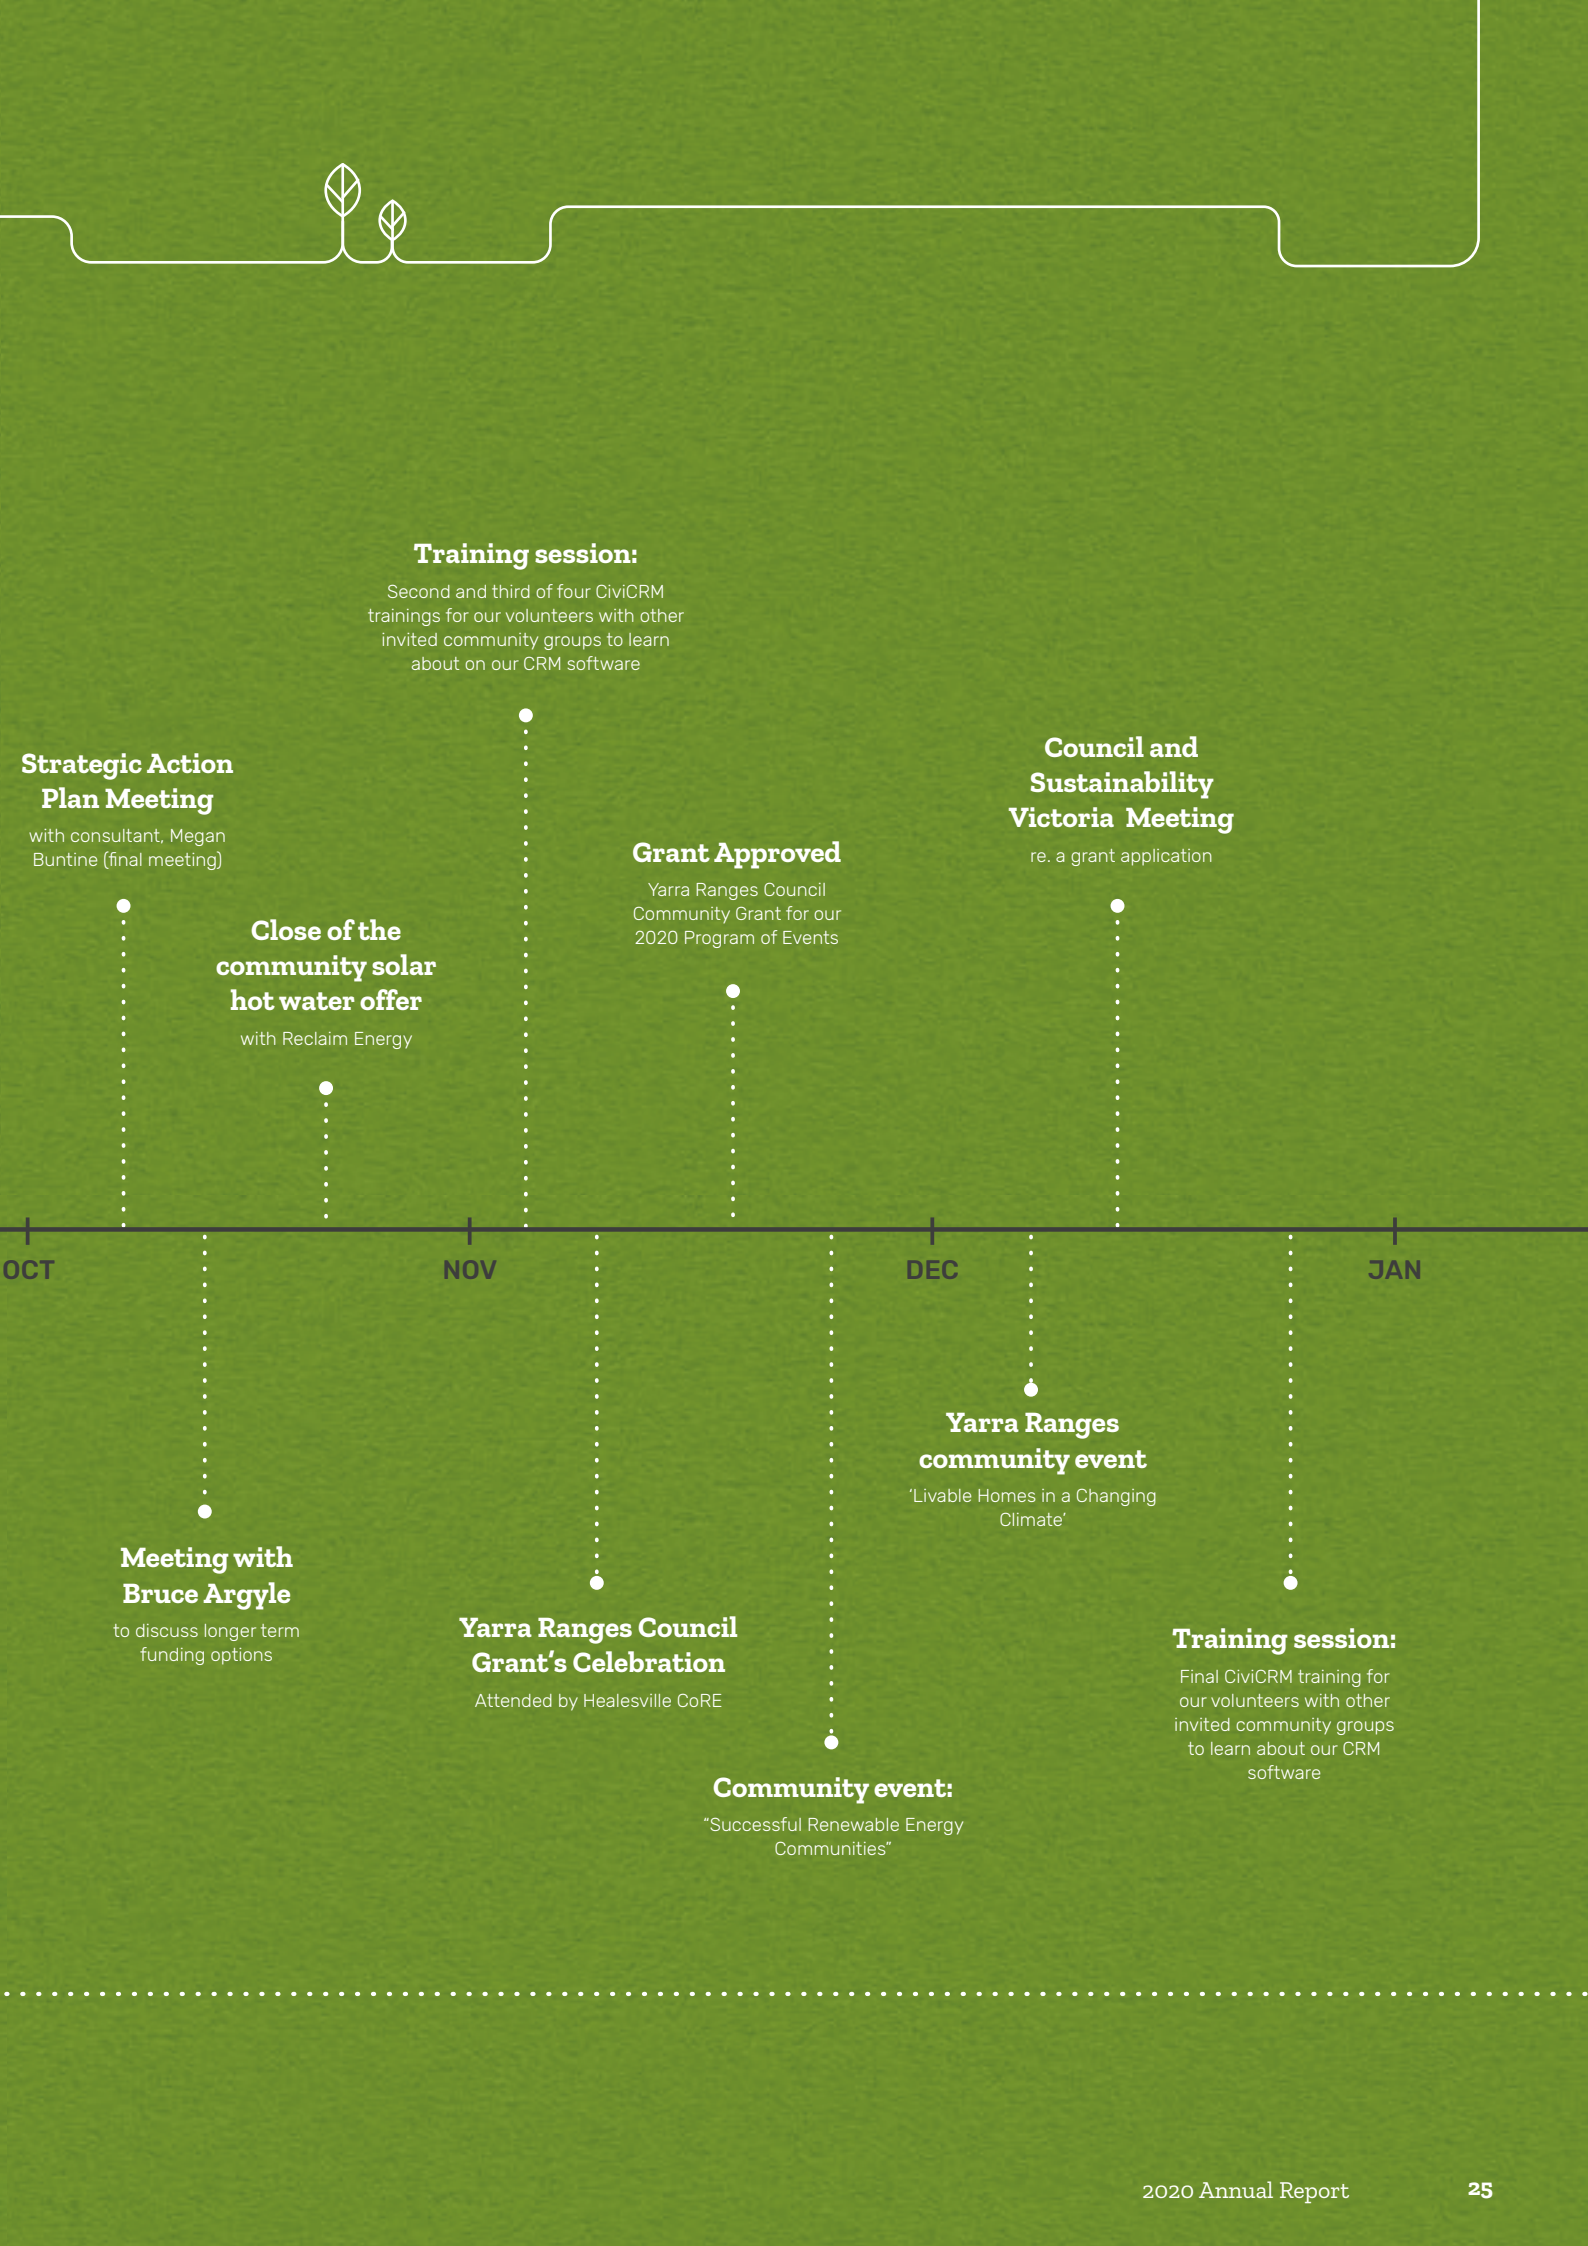 Training session:
Second and third of four CiviCRM
trainings for our volunteers with other
invited community groups to learn
about on our CRM software
Strategic Action
Plan Meeting
with consultant, Megan
Buntine (final meeting)
Close of the
community solar
hot water offer
with Reclaim Energy
Grant Approved
Yarra Ranges Council
Community Grant for our
2020 Program of Events
Council and
Sustainability
Victoria Meeting
re. a grant application
OCT
NOV
DEC
JAN
Meeting with
Bruce Argyle
to discuss longer term
funding options
Yarra Ranges Council
Grant’s Celebration
Attended by Healesville CoRE
Community event:
“Successful Renewable Energy
Communities”
Yarra Ranges
community event
‘Livable Homes in a Changing
Climate’
Training session:
Final CiviCRM training for
our volunteers with other
invited community groups
to learn about our CRM
software
2020 Annual Report
25